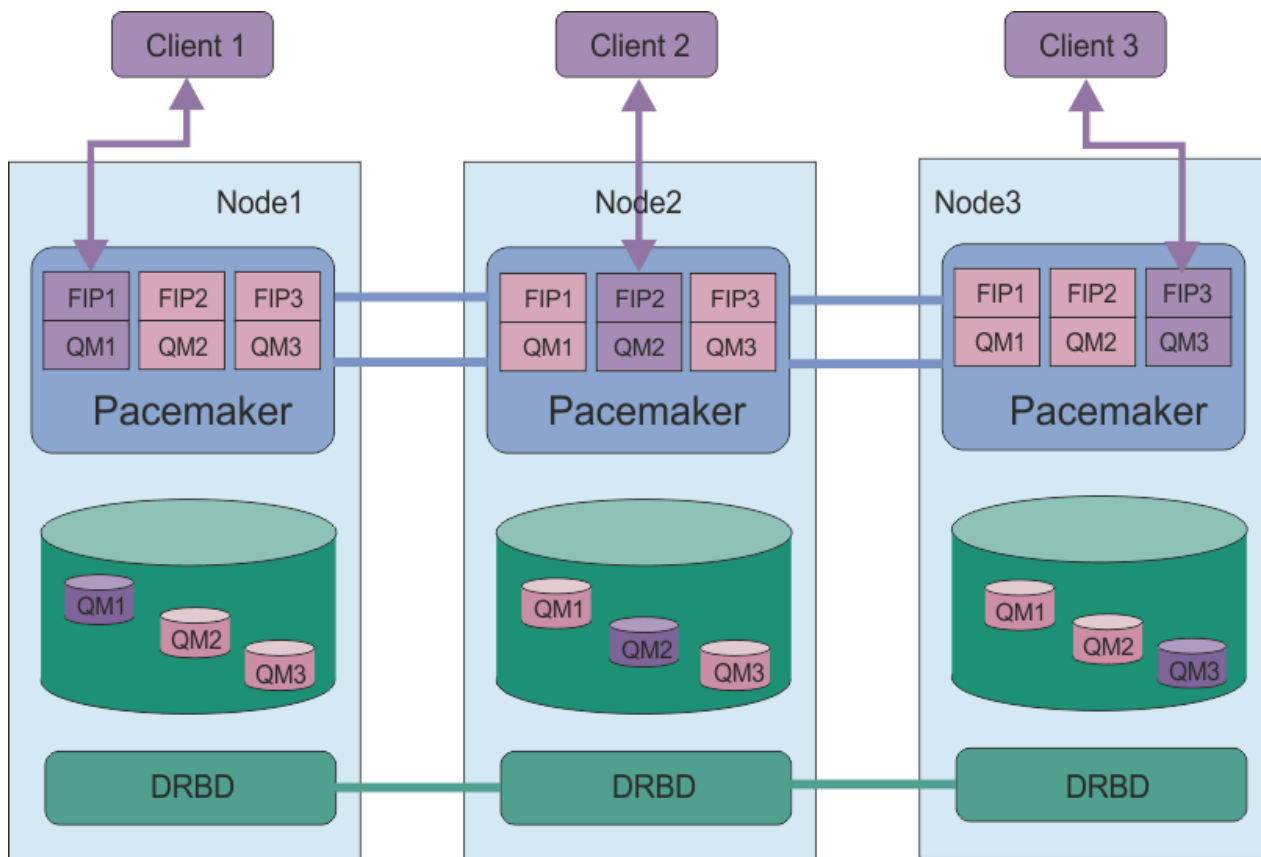 Client 1
Client 2
Client 3
Node1
Node2
Node3
FIP1 FIP2 FIP3
QM1 QM2 QM3
Pacemaker
FIP1 FIP2 FIP3
QM1 QM2 QM3
Pacemaker
FIP1 FIP2 FIP3
QM1 QM2 QM3
Pacemaker
QM1
QM2
QM3
QM1
QM2
QM3
QM1
QM2
QM3
DRBD
DRBD
DRBD